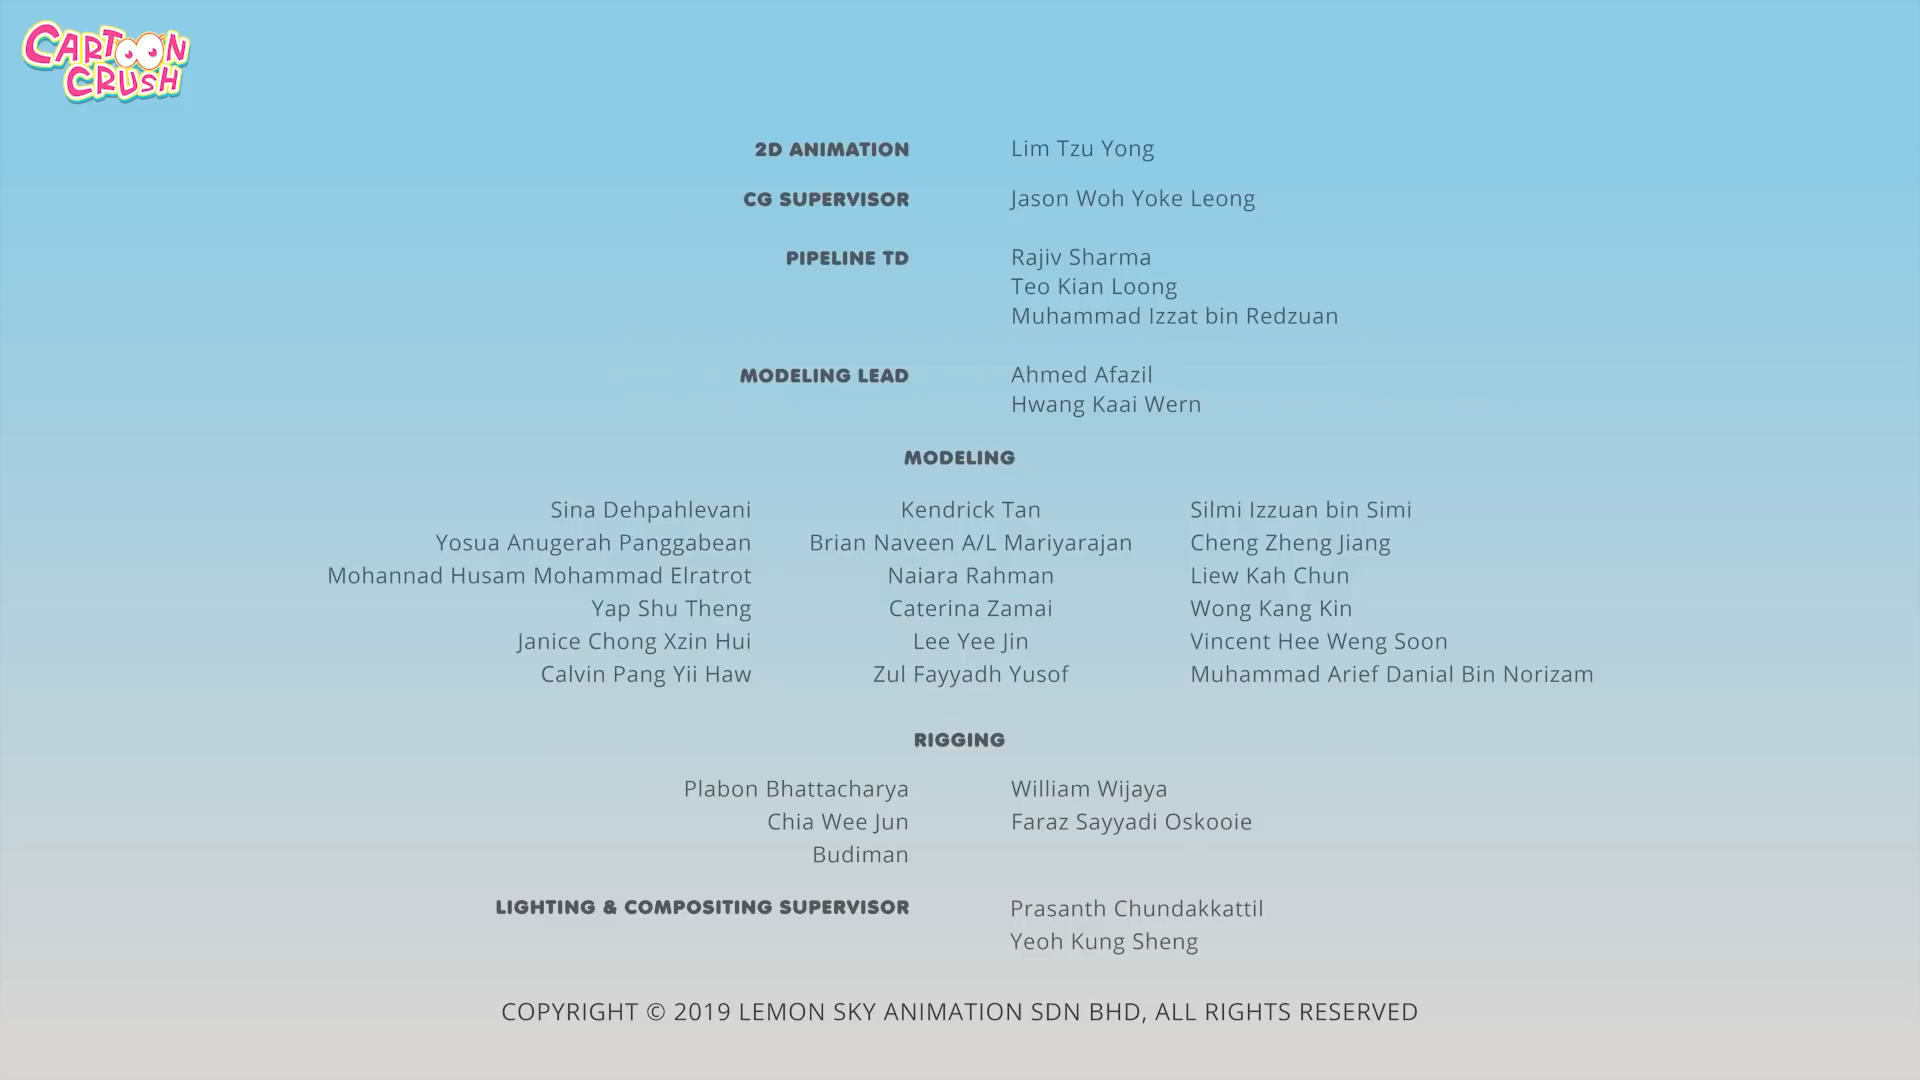 CARTOON
CRUSH
2D ANIMATION Lim Tzu Yong
CG SUPERVISOR Jason Woh Yoke Leong
PIPELINE TD Rajiv Sharma
Teo Kian Loong
Muhammad Izzat bin Redzuan
MODELING LEAD Ahmed Afazil
Hwang Kaai Wern
MODELING
Sina Dehpahlevani Kendrick Tan Silmi Izzuan bin Simi
Yosua Anugerah Panggabean Brian Naveen A/L Mariyarajan Cheng Zheng Jiang
Mohannad Husam Mohammad Elratrot Naiara Rahman Liew Kah Chun
Yap Shu Theng Caterina Zamai Wong Kang Kin
Janice Chong Xzin Hui Lee Yee Jin Vincent Hee Weng Soon
Calvin Pang Yii Haw Zul Fayyadh Yusof Muhammad Arief Danial Bin Norizam
RIGGING
Plabon Bhattacharya William Wijaya
Chia Wee Jun Faraz Sayyadi Oskooie
Budiman
LIGHTING & COMPOSITING SUPERVISOR Prasanth Chundakkattil
Yeoh Kung Sheng
COPYRIGHT © 2019 LEMON SKY ANIMATION SDN BHD, ALL RIGHTS RESERVED